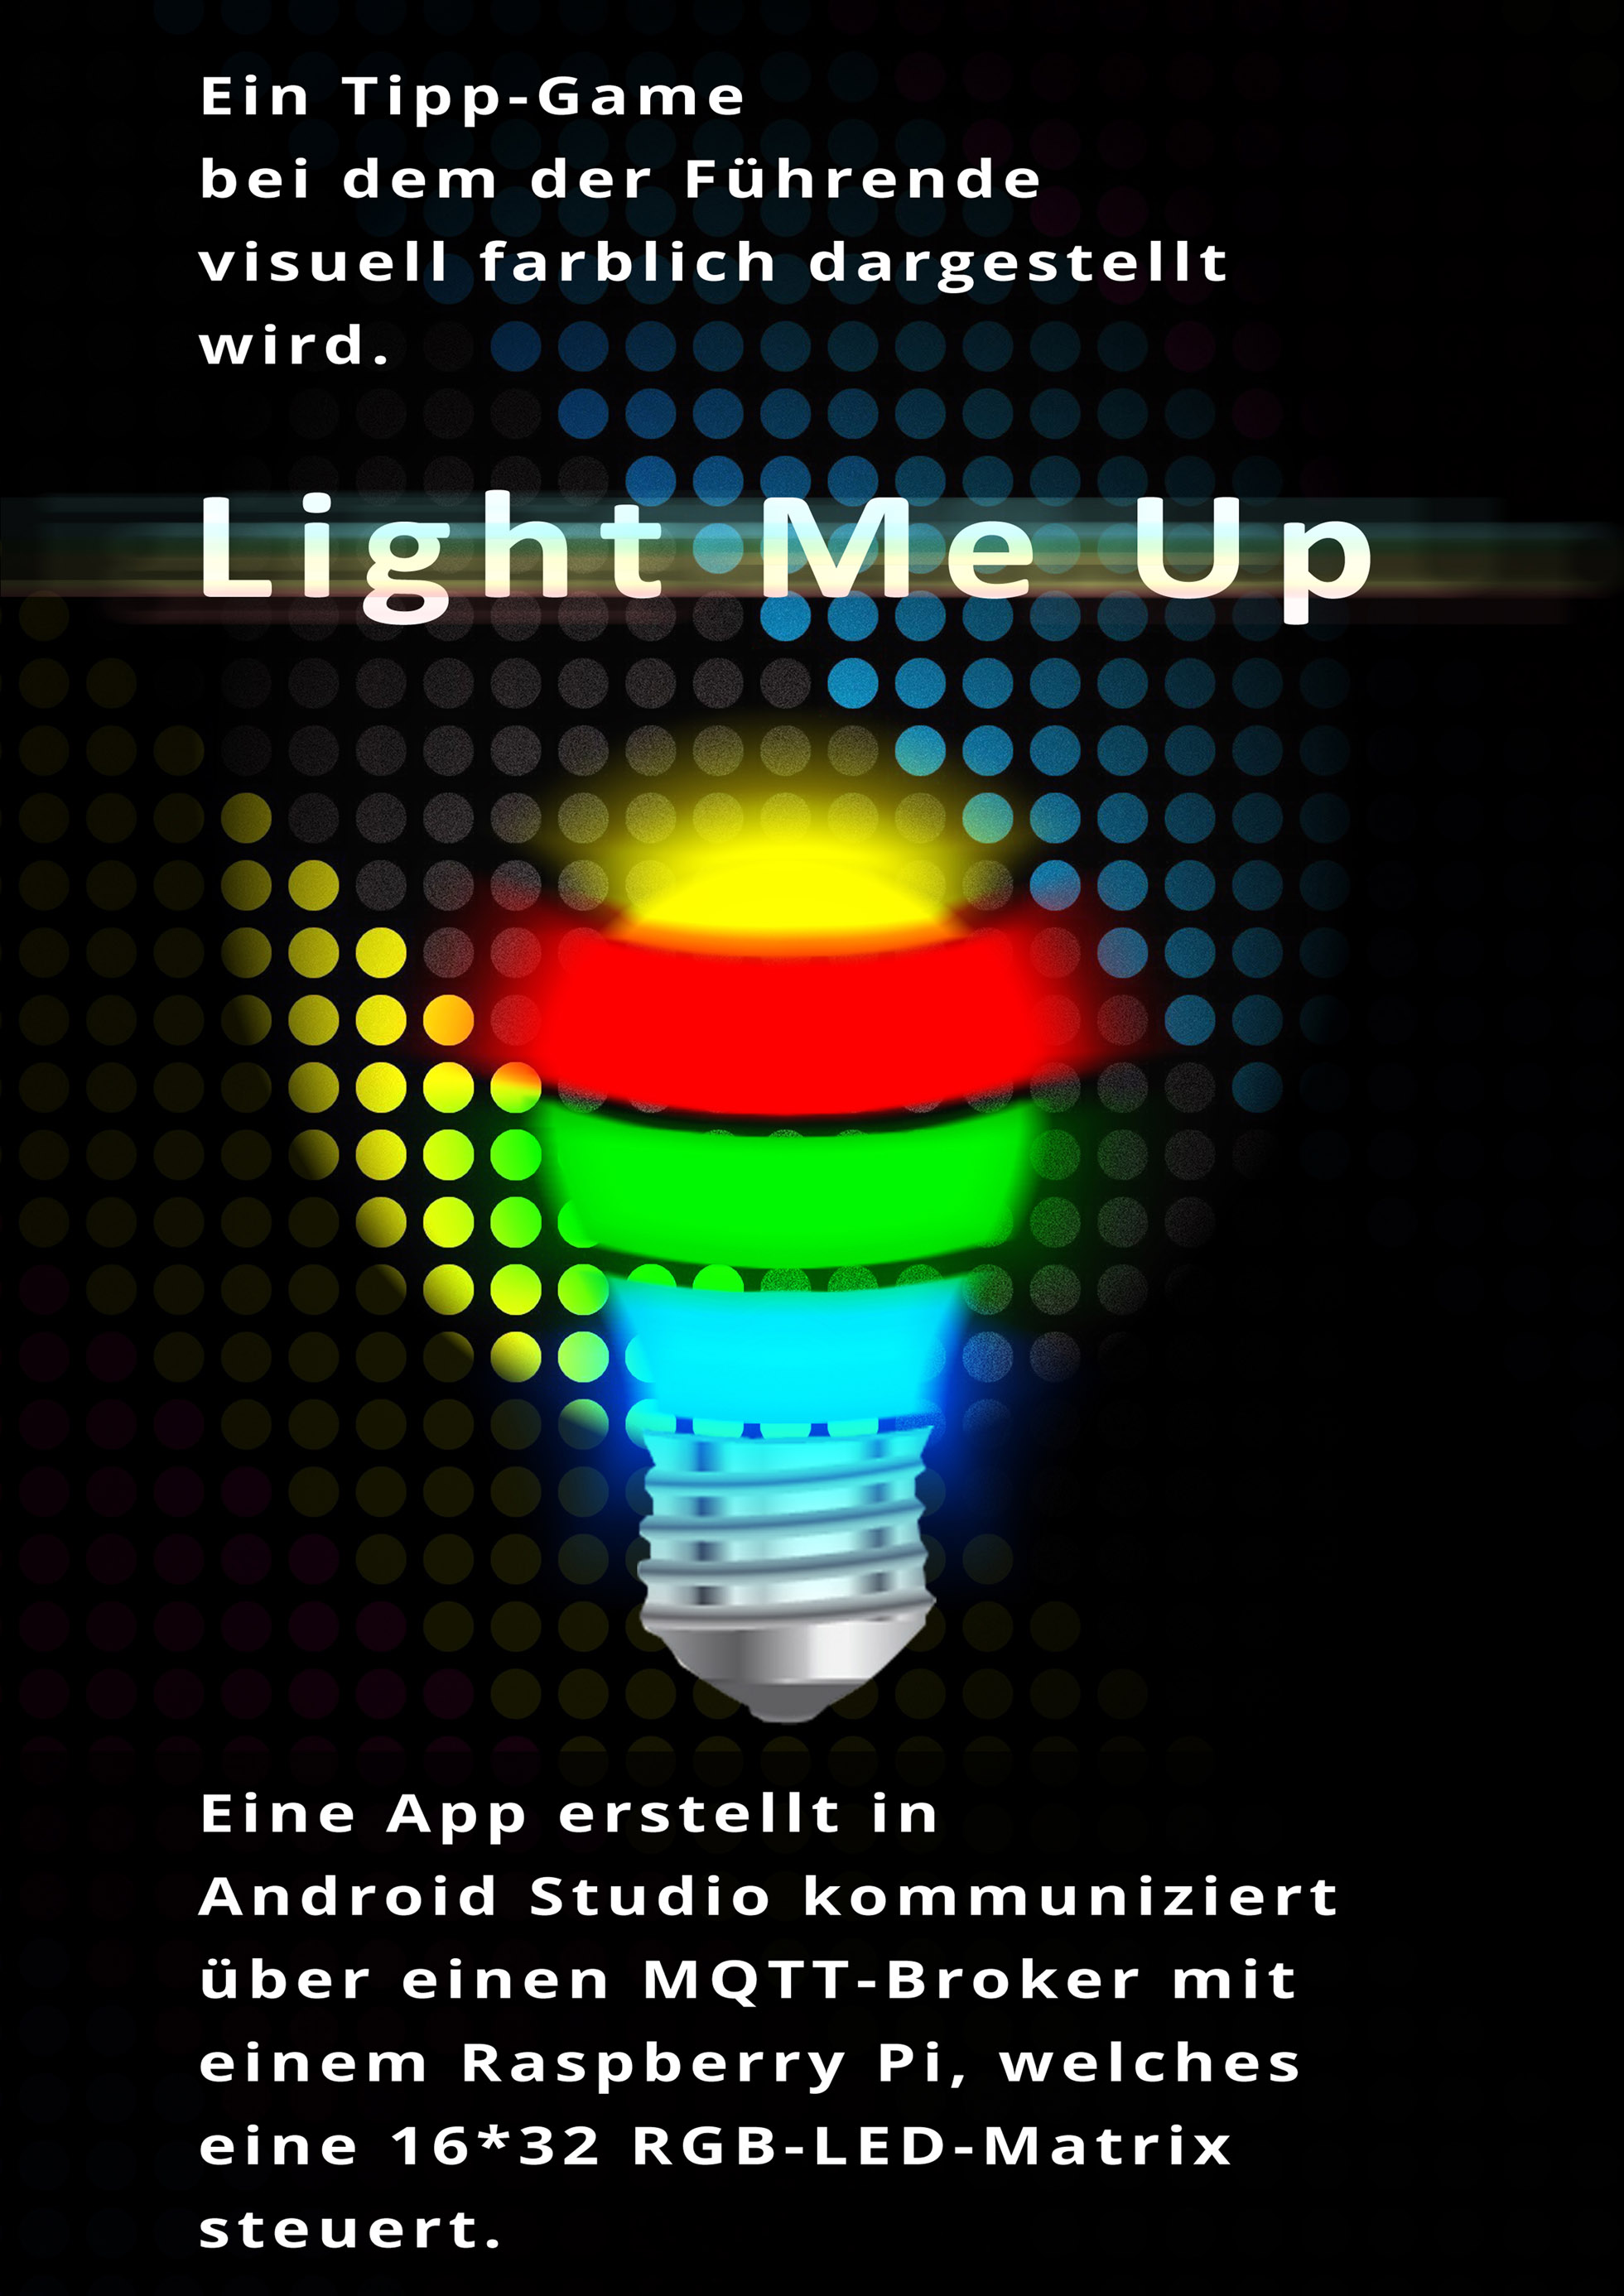 Ein Tipp-Game
bei dem der Führende
visuell farblich dargestellt
wird.
Light Me Up
Eine App erstellt in
Android Studio kommuniziert
über einen MQTT-Broker mit
einem Raspberry Pi, welches
eine 16*32 RGB-LED-Matrix
steuert.